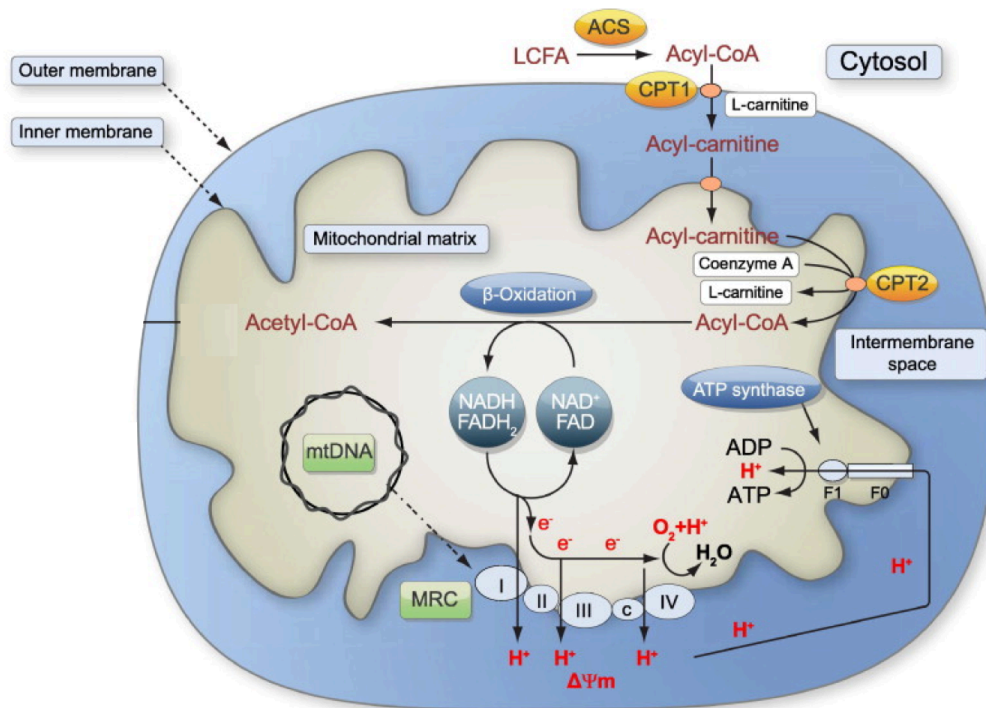 ACS
LCFA
Acyl-CoA
Cytosol
Outer membrane
CPT1
L-carnitine
Inner membrane
Acyl-carnitine
Mitochondrial matrix
Acyl-carnitine
Coenzyme A
CPT2
L-carnitine
β-Oxidation
Acetyl-CoA
Acyl-CoA
Intermembrane
space
ATP synthase
NADH
FADH₂
NAD⁺
FAD
mtDNA
ADP
H⁺
ATP
F1
F0
e⁻
e⁻
e⁻
O₂+H⁺
H₂O
H⁺
MRC
I
II
III
c
IV
H⁺
H⁺
H⁺
H⁺
ΔΨm